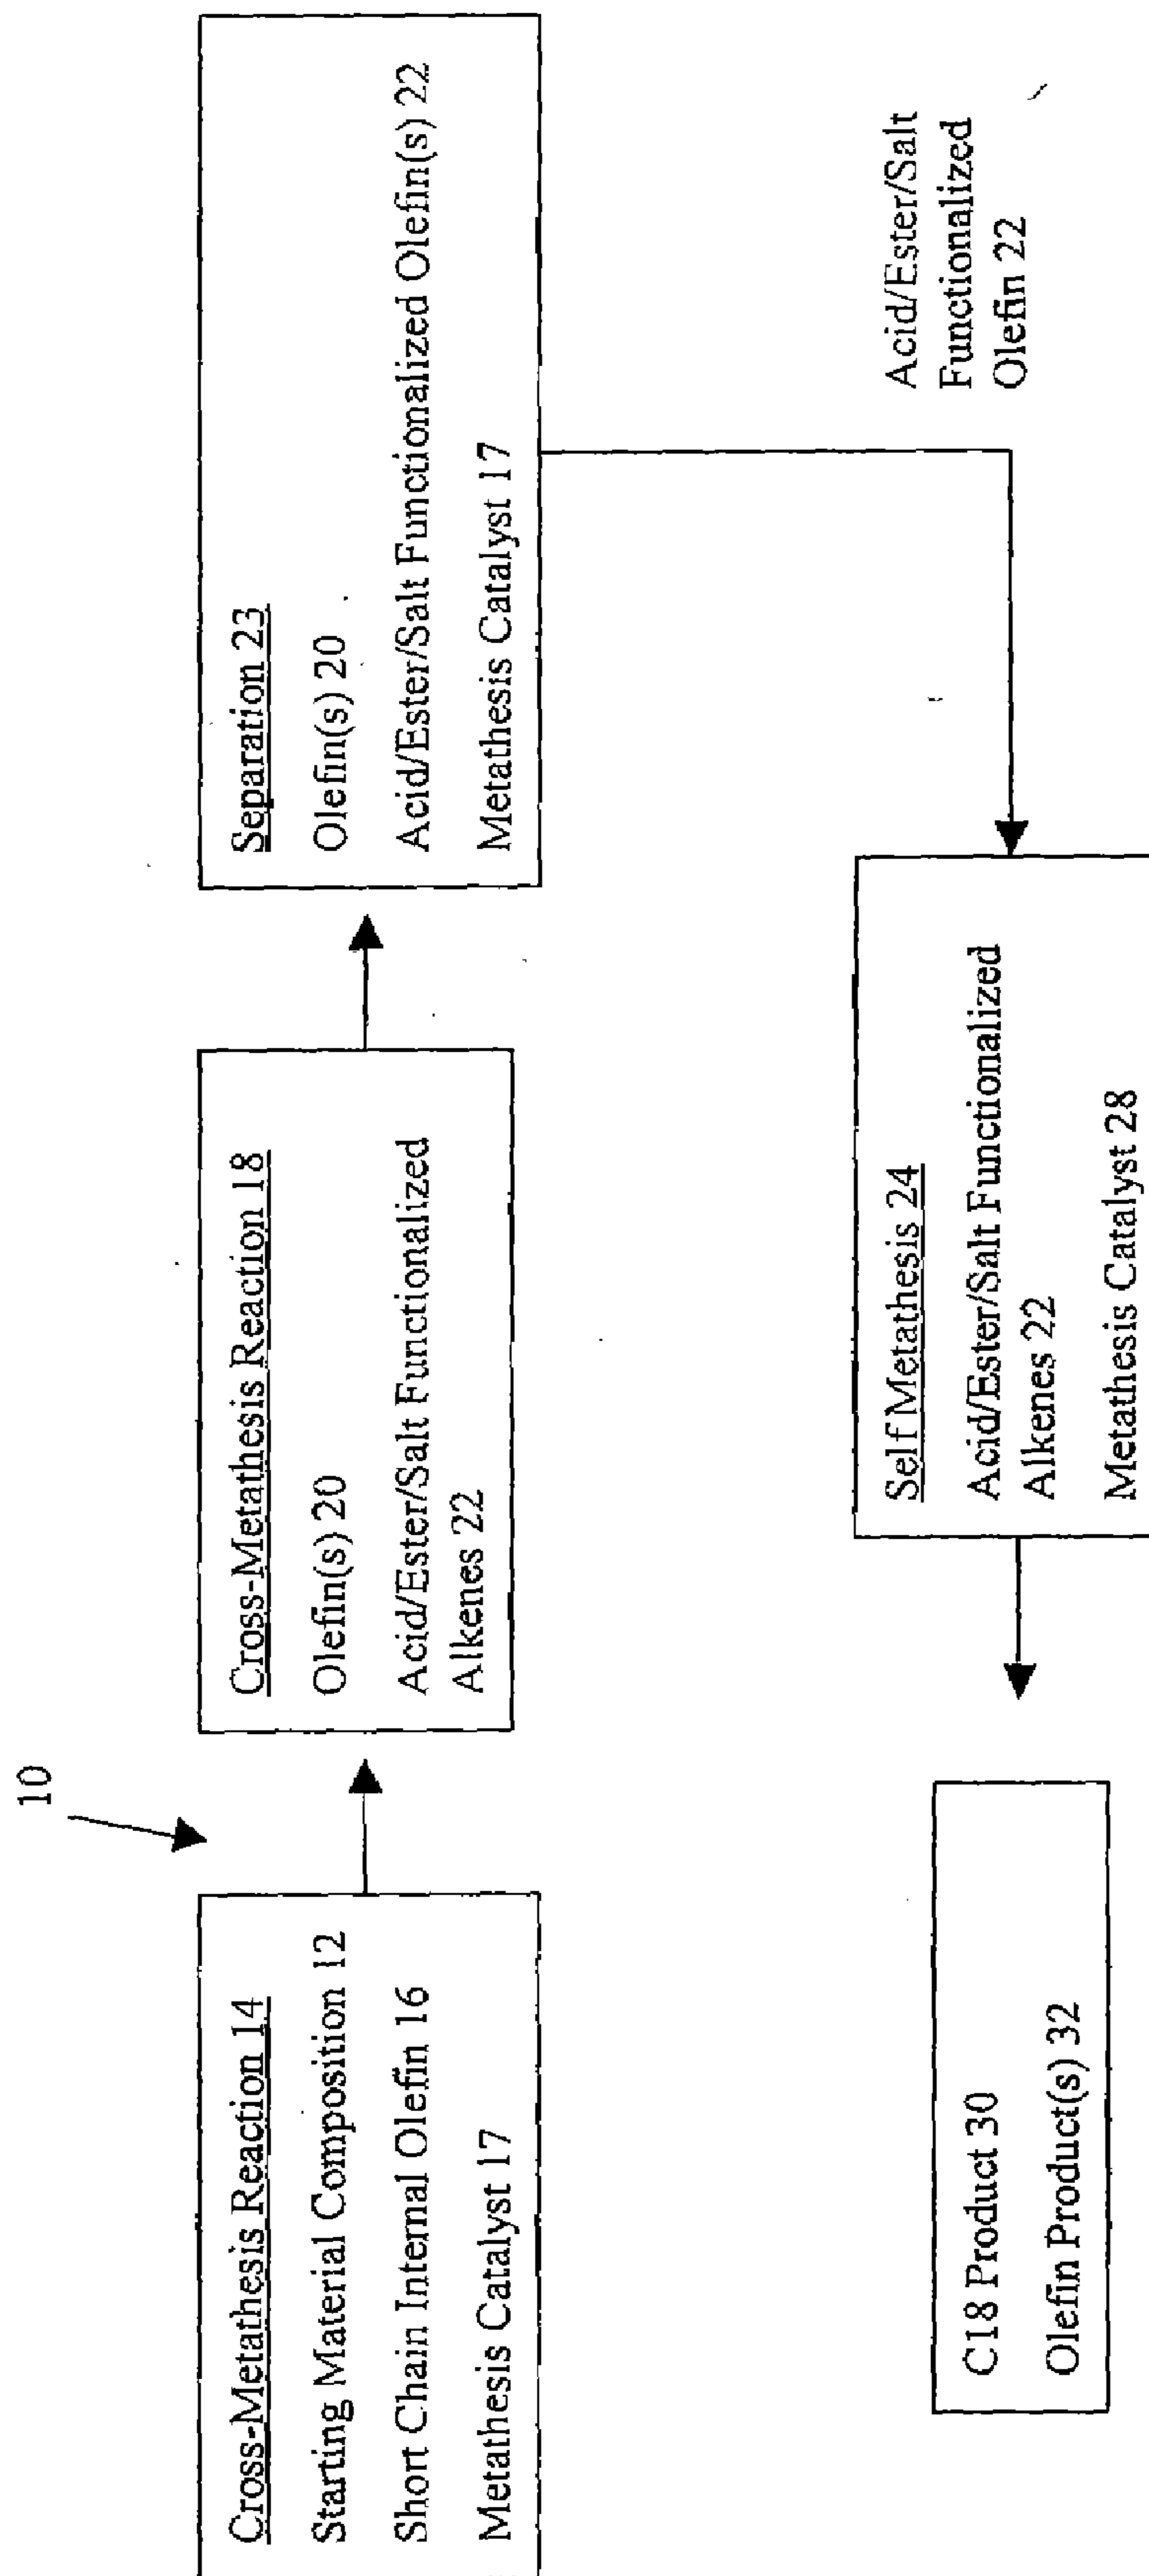 10
Cross-Metathesis Reaction 14
Starting Material Composition 12
Short Chain Internal Olefin 16
Metathesis Catalyst 17
Cross-Metathesis Reaction 18
Olefin(s) 20
Acid/Ester/Salt Functionalized
Alkenes 22
Separation 23
Olefin(s) 20
Acid/Ester/Salt Functionalized Olefin(s) 22
Metathesis Catalyst 17
Acid/Ester/Salt
Functionalized
Olefin 22
Self Metathesis 24
Acid/Ester/Salt Functionalized
Alkenes 22
Metathesis Catalyst 28
C18 Product 30
Olefin Product(s) 32